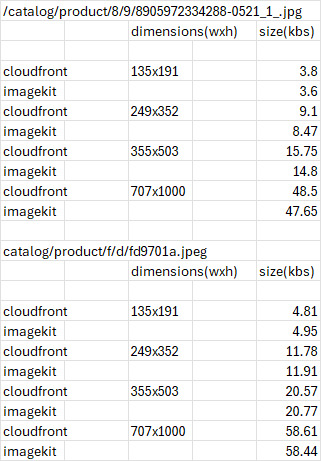 /catalog/product/8/9/8905972334288-0521_1_.jpg
dimensions(wxh) size(kbs)
cloudfront 135x191 3.8
imagekit 3.6
cloudfront 249x352 9.1
imagekit 8.47
cloudfront 355x503 15.75
imagekit 14.8
cloudfront 707x1000 48.5
imagekit 47.65
catalog/product/f/d/fd9701a.jpeg
dimensions(wxh) size(kbs)
cloudfront 135x191 4.81
imagekit 4.95
cloudfront 249x352 11.78
imagekit 11.91
cloudfront 355x503 20.57
imagekit 20.77
cloudfront 707x1000 58.61
imagekit 58.44